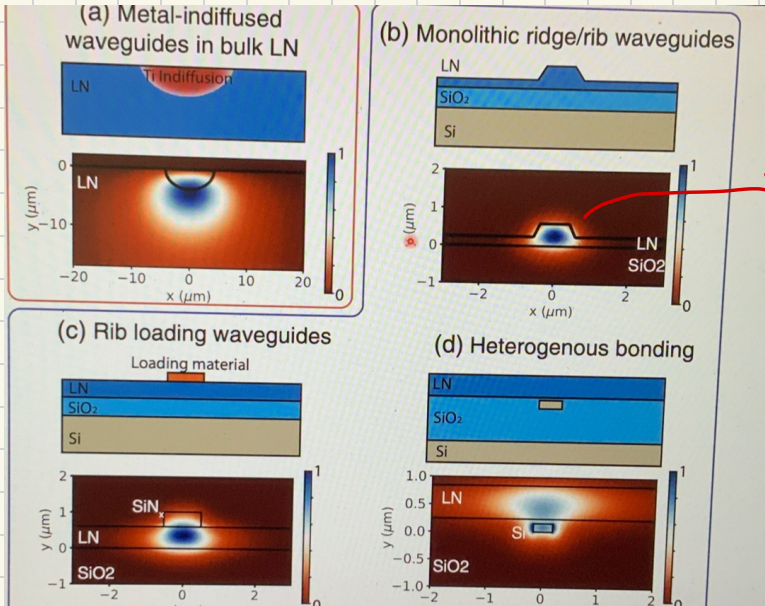 (a) Metal-indiffused
waveguides in bulk LN
Ti Indiffusion
LN
0
1
LN
y (μm)
−10
−20
−10
0
10
20
0
x (μm)
(b) Monolithic ridge/rib waveguides
LN
SiO₂
Si
2
1
1
(μm)
0
LN
SiO2
−1
0
−2
0
2
x (μm)
(c) Rib loading waveguides
Loading material
LN
SiO₂
Si
2
1
SiNₓ
1
y (μm)
LN
0
SiO2
−1
−2
0
2
(d) Heterogenous bonding
LN
SiO₂
Si
1.0
1
LN
0.5
y (μm)
0.0
Si
−0.5
SiO2
−1.0
−2
−1
0
1
2